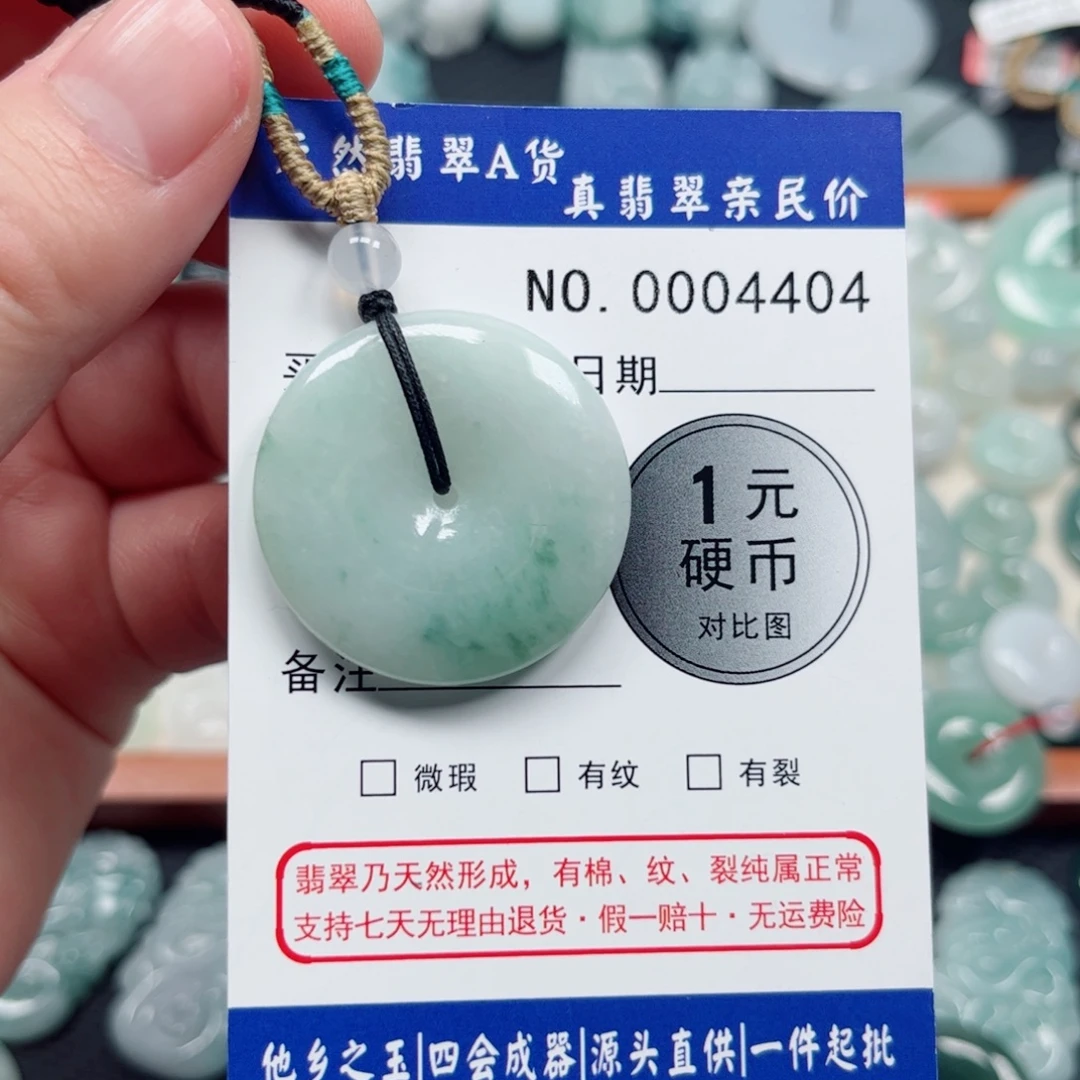 然翡翠A货
真翡翠亲民价
NO. 0004404
日期
1元
硬币
对比图
备注
微瑕 有纹 有裂
翡翠乃天然形成，有棉、纹、裂纯属正常
支持七天无理由退货·假一赔十·无运费险
他乡之玉|四会成器|源头直供|一件起批